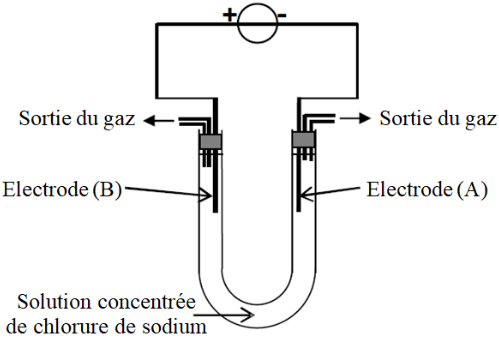 + -
Sortie du gaz
Sortie du gaz
Electrode (B)
Electrode (A)
Solution concentrée
de chlorure de sodium